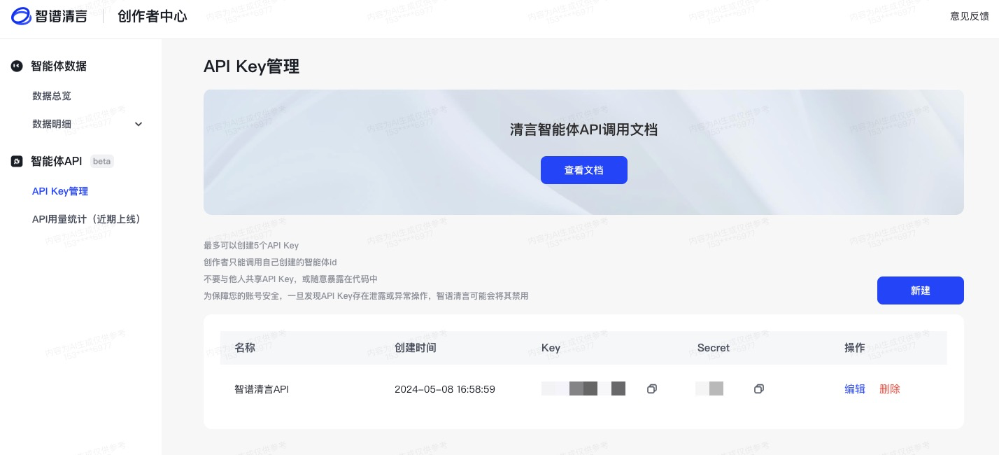 智谱清言 创作者中心 意见反馈
智能体数据
数据总览
数据明细
智能体API beta
API Key管理
API用量统计（近期上线）
API Key管理
清言智能体API调用文档
查看文档
最多可以创建5个API Key
创作者只能调用自己创建的智能体id
不要与他人共享API Key，或随意暴露在代码中
为保障您的账号安全，一旦发现API Key存在泄露或异常操作，智谱清言可能会将其禁用
新建
名称 创建时间 Key Secret 操作
智谱清言API 2024-05-08 16:58:59 编辑 删除
内容为AI生成仅供参考
153****6977